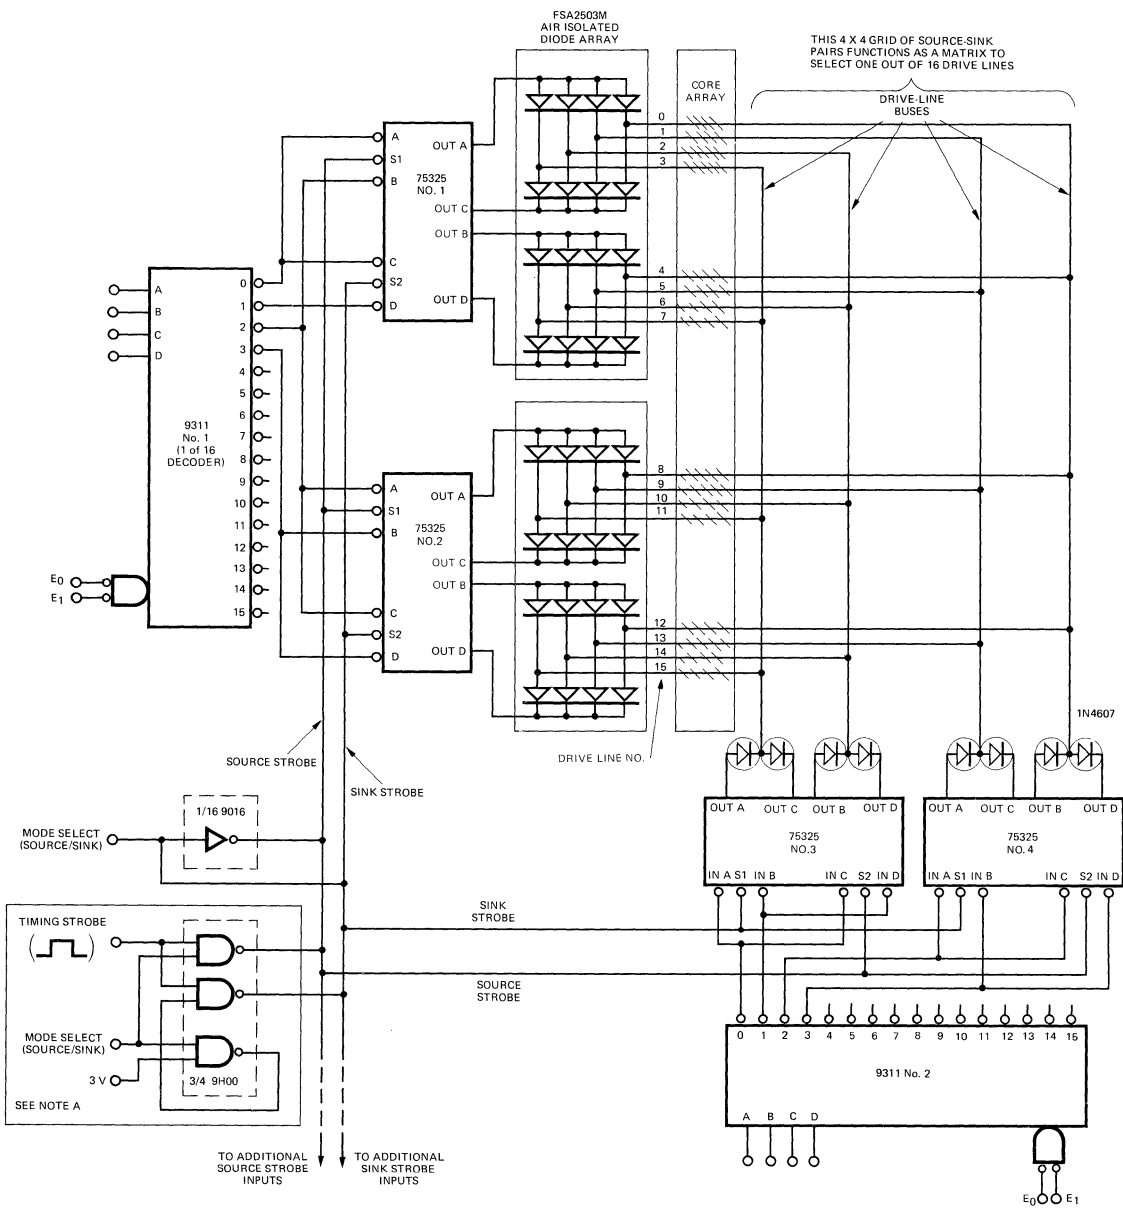 FSA2503M
AIR ISOLATED
DIODE ARRAY
THIS 4 X 4 GRID OF SOURCE-SINK
PAIRS FUNCTIONS AS A MATRIX TO
SELECT ONE OUT OF 16 DRIVE LINES
CORE
ARRAY
DRIVE-LINE
BUSES
0
1
2
3
A
S1
B
C
S2
D
75325
NO. 1
OUT A
OUT C
OUT B
OUT D
4
5
6
7
A
B
C
D
9311
No. 1
(1 of 16
DECODER)
0
1
2
3
4
5
6
7
8
9
10
11
12
13
14
15
E0
E1
A
S1
B
C
S2
D
75325
NO.2
OUT A
OUT C
OUT B
OUT D
8
9
10
11
12
13
14
15
DRIVE LINE NO.
1N4607
SOURCE STROBE
SINK STROBE
1/16 9016
MODE SELECT
(SOURCE/SINK)
OUT A
OUT C
OUT B
OUT D
75325
NO.3
IN A
S1
IN B
IN C
S2
IN D
OUT A
OUT C
OUT B
OUT D
75325
NO. 4
IN A
S1
IN B
IN C
S2
IN D
SINK
STROBE
SOURCE
STROBE
TIMING STROBE
MODE SELECT
(SOURCE/SINK)
3 V
3/4 9H00
SEE NOTE A
0 1 2 3 4 5 6 7 8 9 10 11 12 13 14 15
9311 No. 2
A B C D
E0
E1
TO ADDITIONAL
SOURCE STROBE
INPUTS
TO ADDITIONAL
SINK STROBE
INPUTS